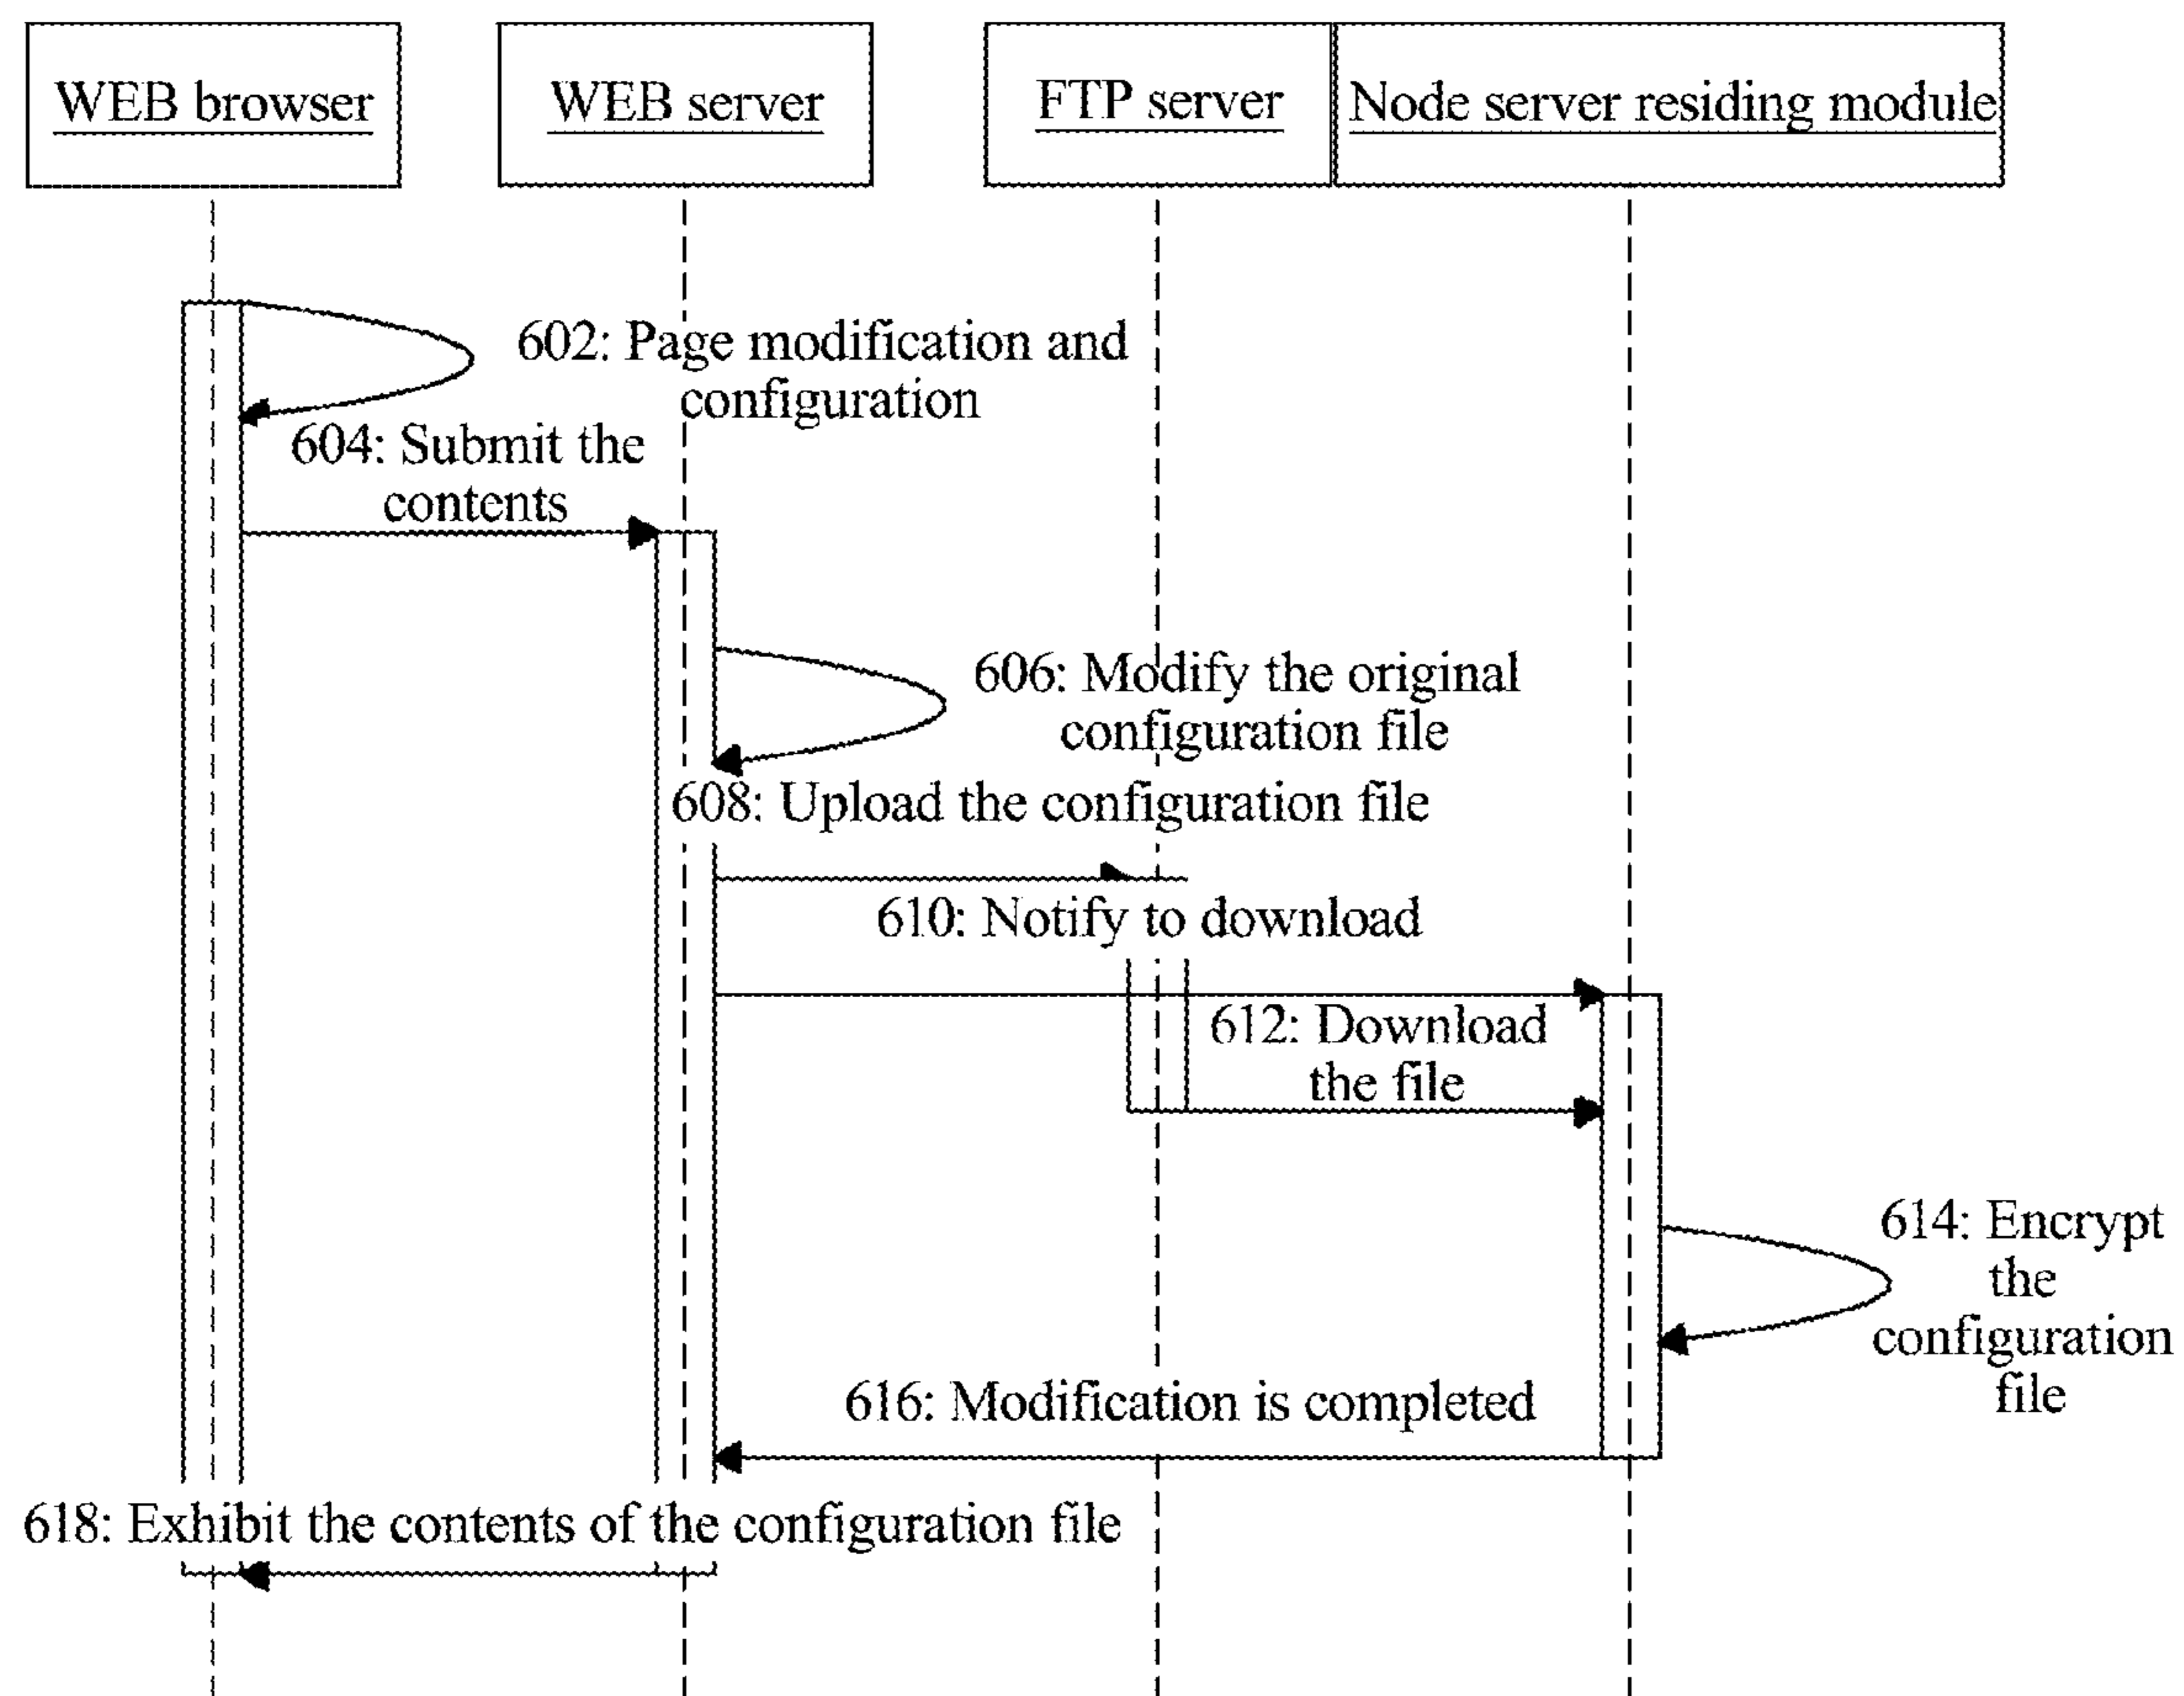 WEB browser
WEB server
FTP server
Node server residing module
602: Page modification and
configuration
604: Submit the
contents
606: Modify the original
configuration file
608: Upload the configuration file
610: Notify to download
612: Download
the file
614: Encrypt
the
configuration
file
616: Modification is completed
618: Exhibit the contents of the configuration file